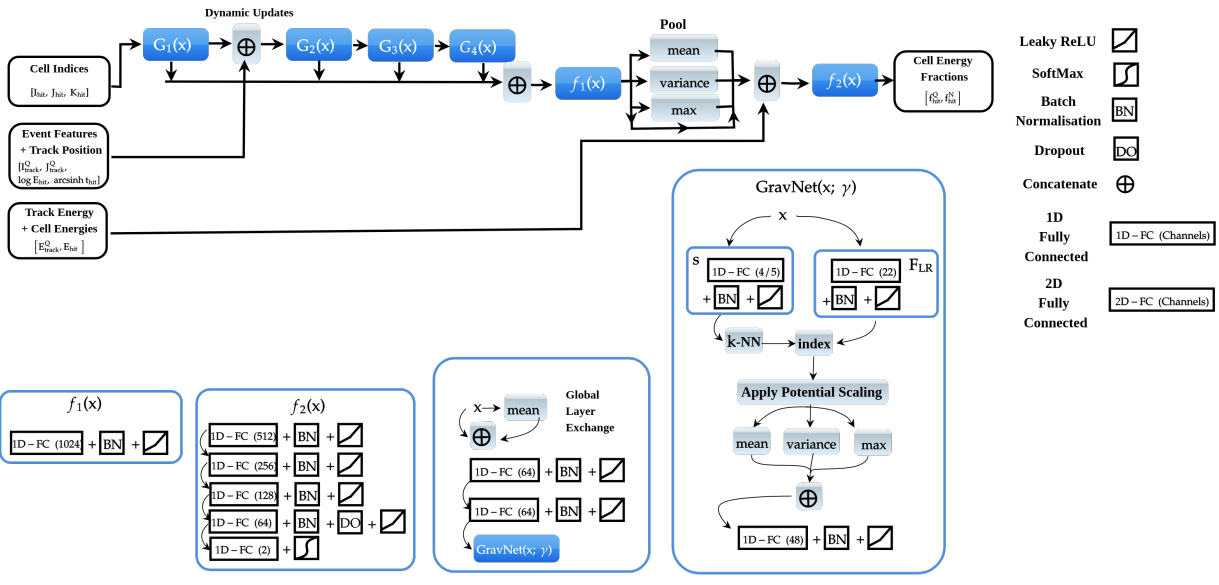 Dynamic Updates
G₁(x)
⊕
G₂(x)
G₃(x)
G₄(x)
⊕
f₁(x)
Pool
mean
variance
max
⊕
f₂(x)
Cell Indices
[I_hit, J_hit, K_hit]
Event Features
+ Track Position
[I^Q_track, J^Q_track,
log E_hit, arcsinh t_hit]
Track Energy
+ Cell Energies
[E^Q_track, E_hit]
Cell Energy
Fractions
[f^Q_hit, f^N_hit]
Leaky ReLU
SoftMax
Batch
Normalisation
BN
Dropout
DO
Concatenate ⊕
1D
Fully
Connected
1D – FC (Channels)
2D
Fully
Connected
2D – FC (Channels)
f₁(x)
1D – FC (1024) + BN +
f₂(x)
1D – FC (512) + BN +
1D – FC (256) + BN +
1D – FC (128) + BN +
1D – FC (64) + BN + DO +
1D – FC (2) +
x
mean
⊕
Global
Layer
Exchange
1D – FC (64) + BN +
1D – FC (64) + BN +
GravNet(x; γ)
GravNet(x; γ)
x
s
1D – FC (4/5)
+ BN +
F_LR
1D – FC (22)
+ BN +
k-NN
index
Apply Potential Scaling
mean
variance
max
⊕
1D – FC (48) + BN +